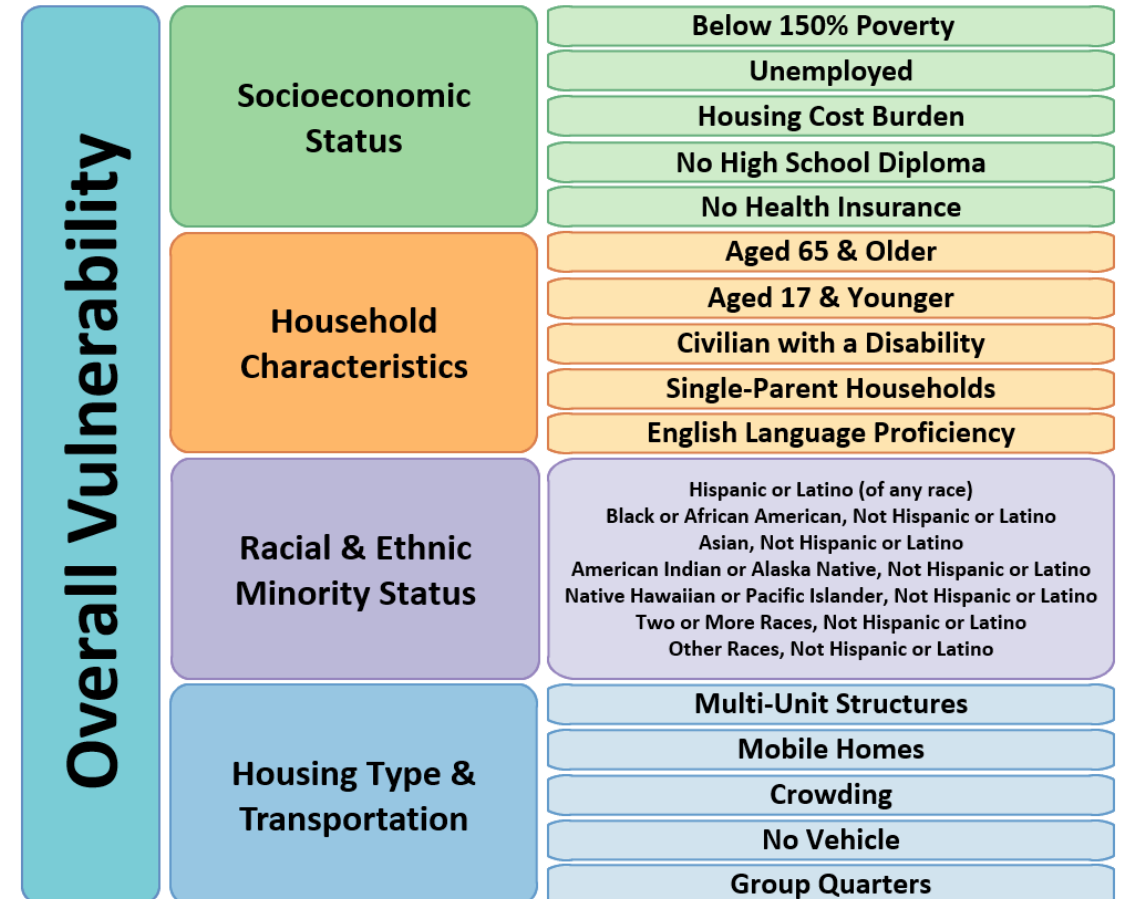 Overall Vulnerability
Socioeconomic
Status
Below 150% Poverty
Unemployed
Housing Cost Burden
No High School Diploma
No Health Insurance
Household
Characteristics
Aged 65 & Older
Aged 17 & Younger
Civilian with a Disability
Single-Parent Households
English Language Proficiency
Racial & Ethnic
Minority Status
Hispanic or Latino (of any race)
Black or African American, Not Hispanic or Latino
Asian, Not Hispanic or Latino
American Indian or Alaska Native, Not Hispanic or Latino
Native Hawaiian or Pacific Islander, Not Hispanic or Latino
Two or More Races, Not Hispanic or Latino
Other Races, Not Hispanic or Latino
Housing Type &
Transportation
Multi-Unit Structures
Mobile Homes
Crowding
No Vehicle
Group Quarters